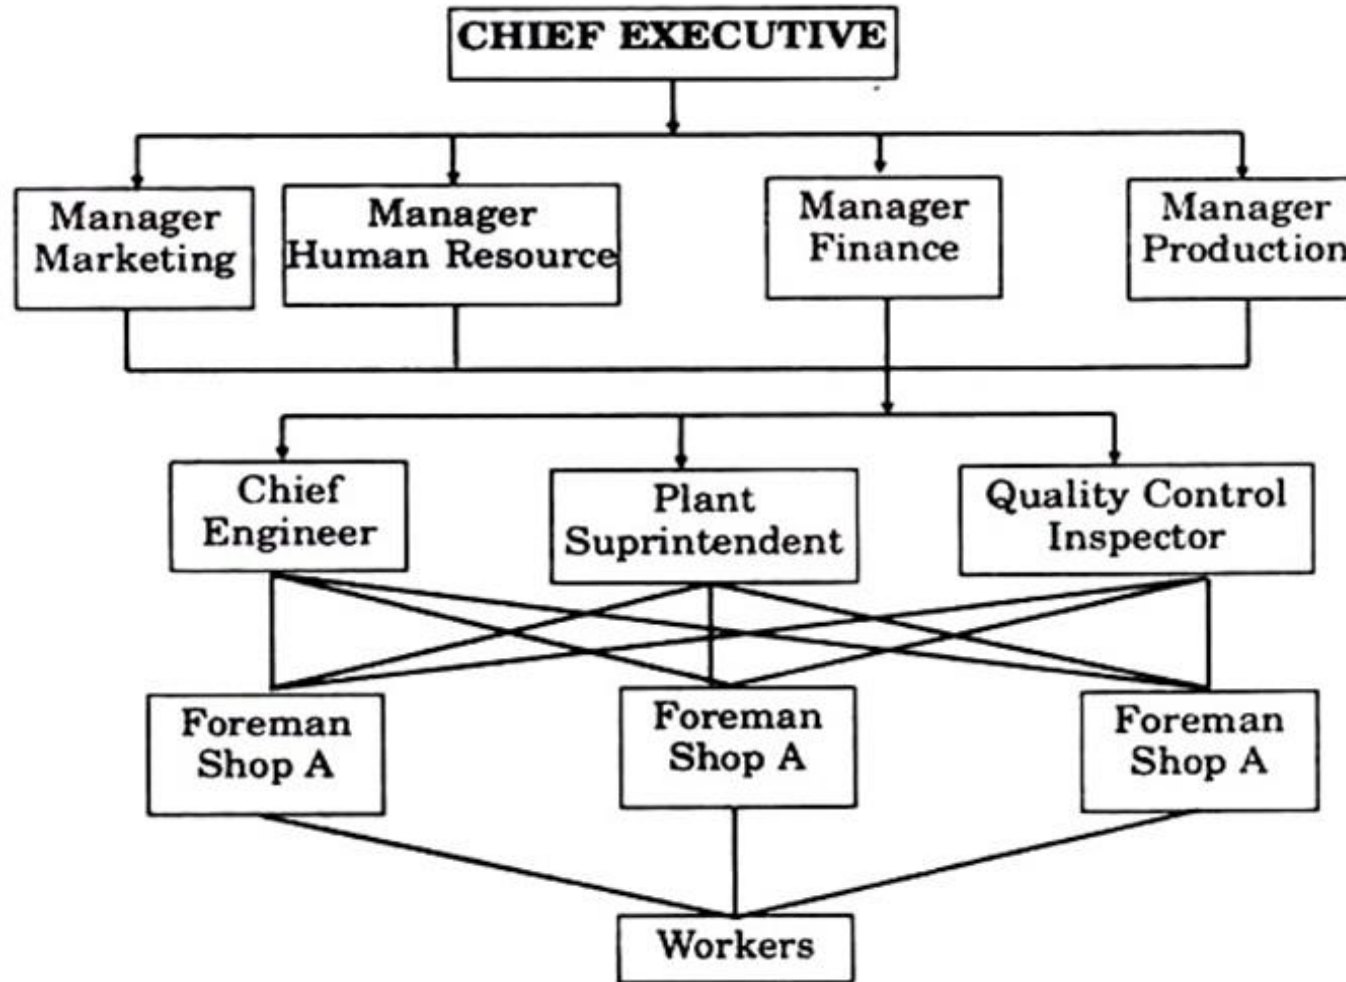 CHIEF EXECUTIVE
Manager
Marketing
Manager
Human Resource
Manager
Finance
Manager
Production
Chief
Engineer
Plant
Suprintendent
Quality Control
Inspector
Foreman
Shop A
Foreman
Shop A
Foreman
Shop A
Workers